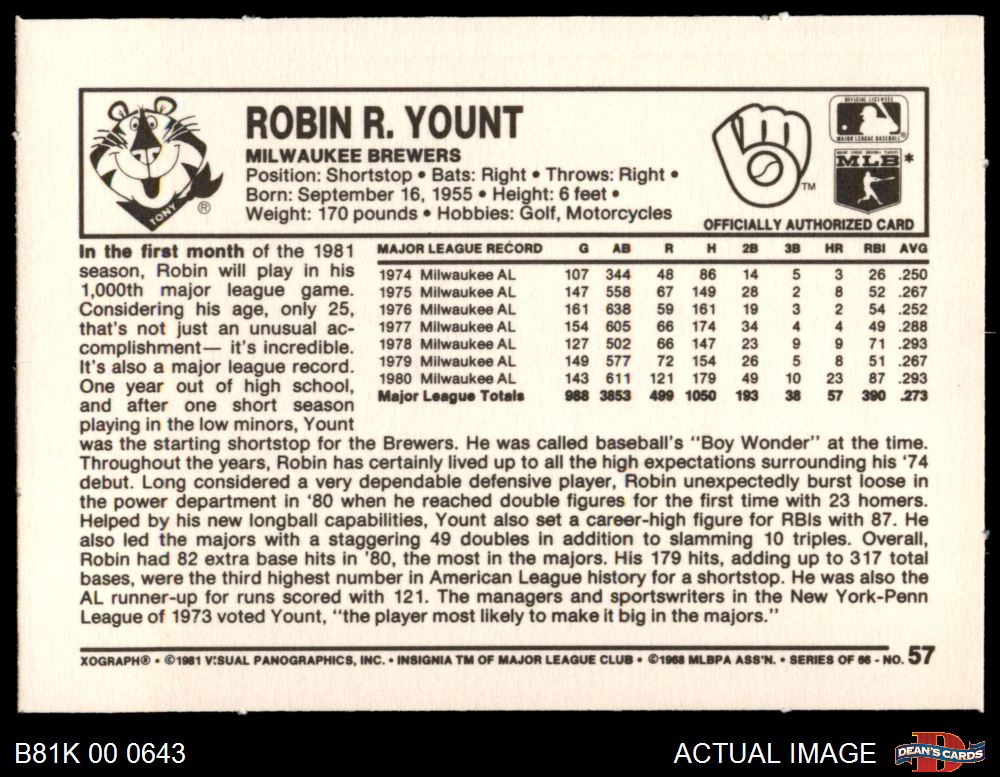 ROBIN R. YOUNT
MILWAUKEE BREWERS
Position: Shortstop • Bats: Right • Throws: Right •
Born: September 16, 1955 • Height: 6 feet •
Weight: 170 pounds • Hobbies: Golf, Motorcycles
TONY
®
m
TM
OFFICIAL LICENSEE
MAJOR LEAGUE BASEBALL
®
MAJOR LEAGUE BASEBALL PLAYERS
MLB *
OFFICIALLY AUTHORIZED CARD
In the first month of the 1981
season, Robin will play in his
1,000th major league game.
Considering his age, only 25,
that's not just an unusual ac-
complishment— it's incredible.
It's also a major league record.
One year out of high school,
and after one short season
playing in the low minors, Yount
MAJOR LEAGUE RECORD G AB R H 2B 3B HR RBI AVG
1974 Milwaukee AL 107 344 48 86 14 5 3 26 .250
1975 Milwaukee AL 147 558 67 149 28 2 8 52 .267
1976 Milwaukee AL 161 638 59 161 19 3 2 54 .252
1977 Milwaukee AL 154 605 66 174 34 4 4 49 .288
1978 Milwaukee AL 127 502 66 147 23 9 9 71 .293
1979 Milwaukee AL 149 577 72 154 26 5 8 51 .267
1980 Milwaukee AL 143 611 121 179 49 10 23 87 .293
Major League Totals 988 3853 499 1050 193 38 57 390 .273
was the starting shortstop for the Brewers. He was called baseball's "Boy Wonder" at the time.
Throughout the years, Robin has certainly lived up to all the high expectations surrounding his '74
debut. Long considered a very dependable defensive player, Robin unexpectedly burst loose in
the power department in '80 when he reached double figures for the first time with 23 homers.
Helped by his new longball capabilities, Yount also set a career-high figure for RBIs with 87. He
also led the majors with a staggering 49 doubles in addition to slamming 10 triples. Overall,
Robin had 82 extra base hits in '80, the most in the majors. His 179 hits, adding up to 317 total
bases, were the third highest number in American League history for a shortstop. He was also the
AL runner-up for runs scored with 121. The managers and sportswriters in the New York-Penn
League of 1973 voted Yount, "the player most likely to make it big in the majors."
XOGRAPH® • ©1981 VISUAL PANOGRAPHICS, INC. • INSIGNIA TM OF MAJOR LEAGUE CLUB • ©1968 MLBPA ASS'N. • SERIES OF 66 - NO. 57
B81K 00 0643
ACTUAL IMAGE
D
DEAN'S CARDS